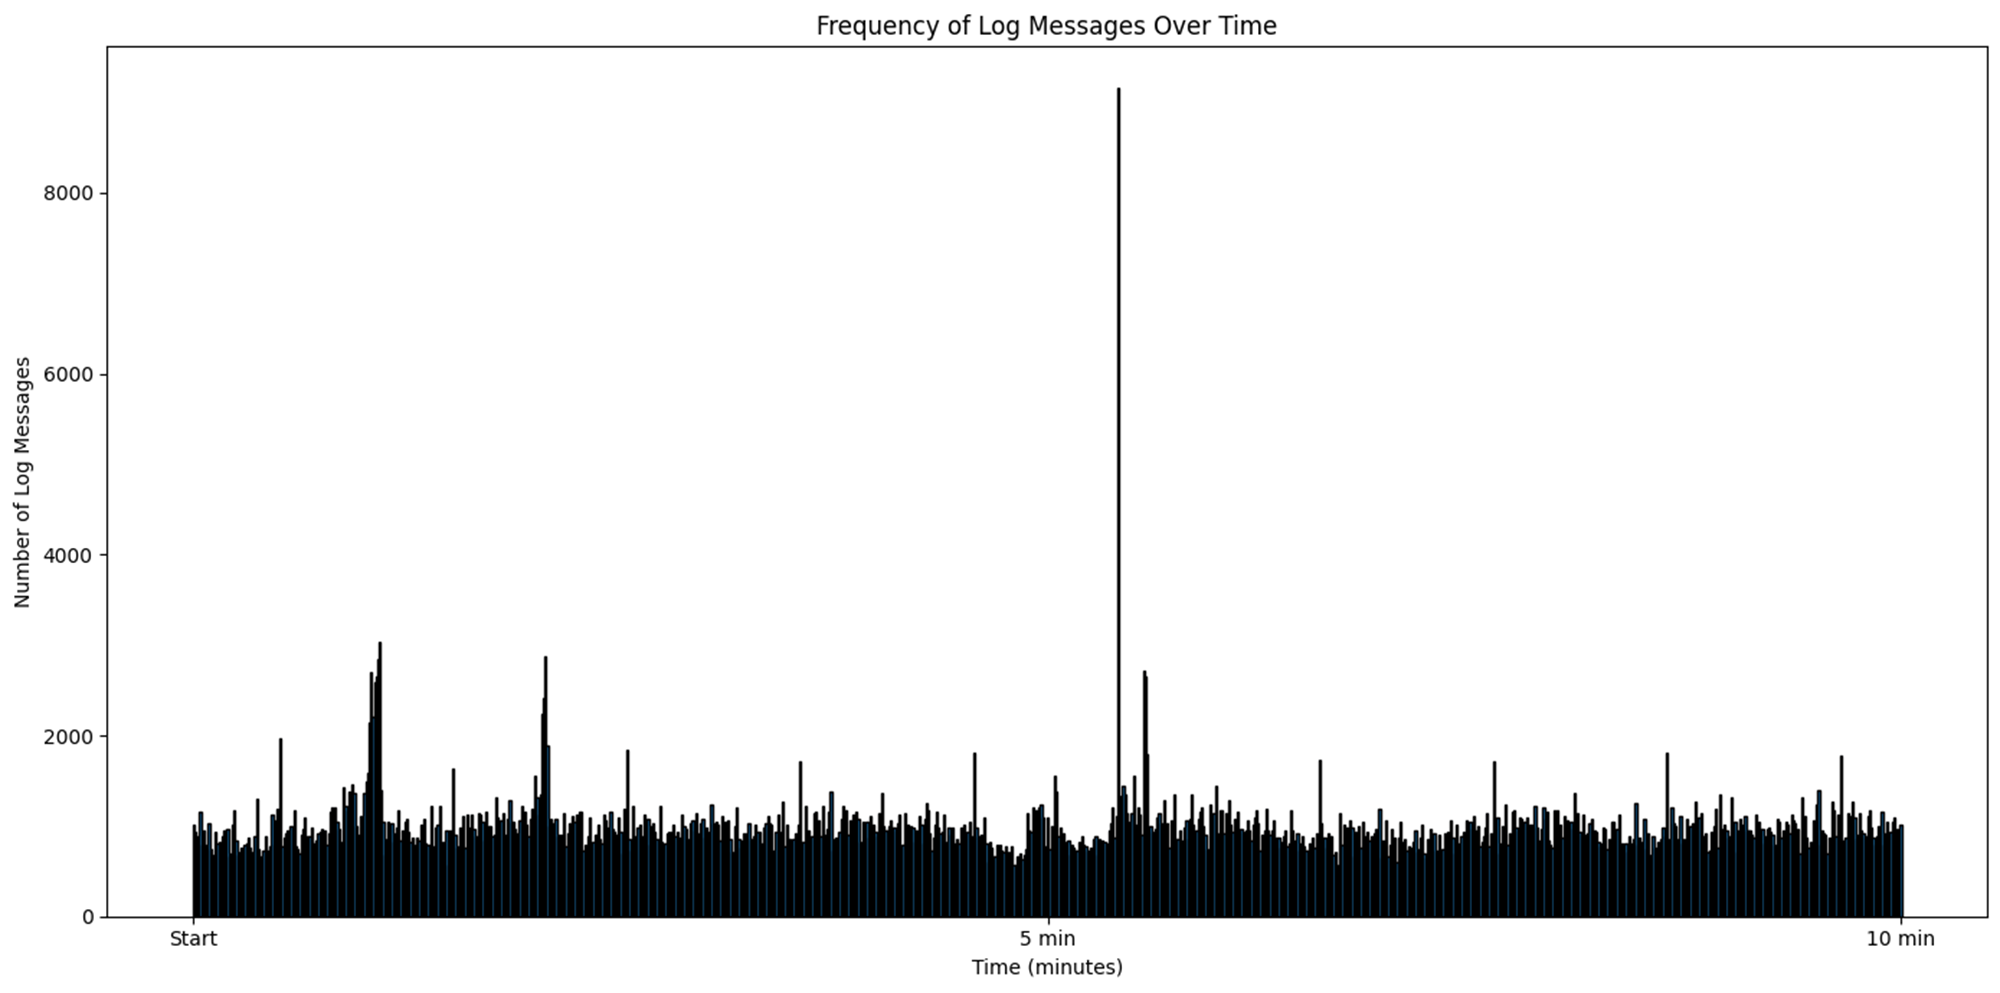 Frequency of Log Messages Over Time
Number of Log Messages
8000
6000
4000
2000
0
Start
5 min
10 min
Time (minutes)